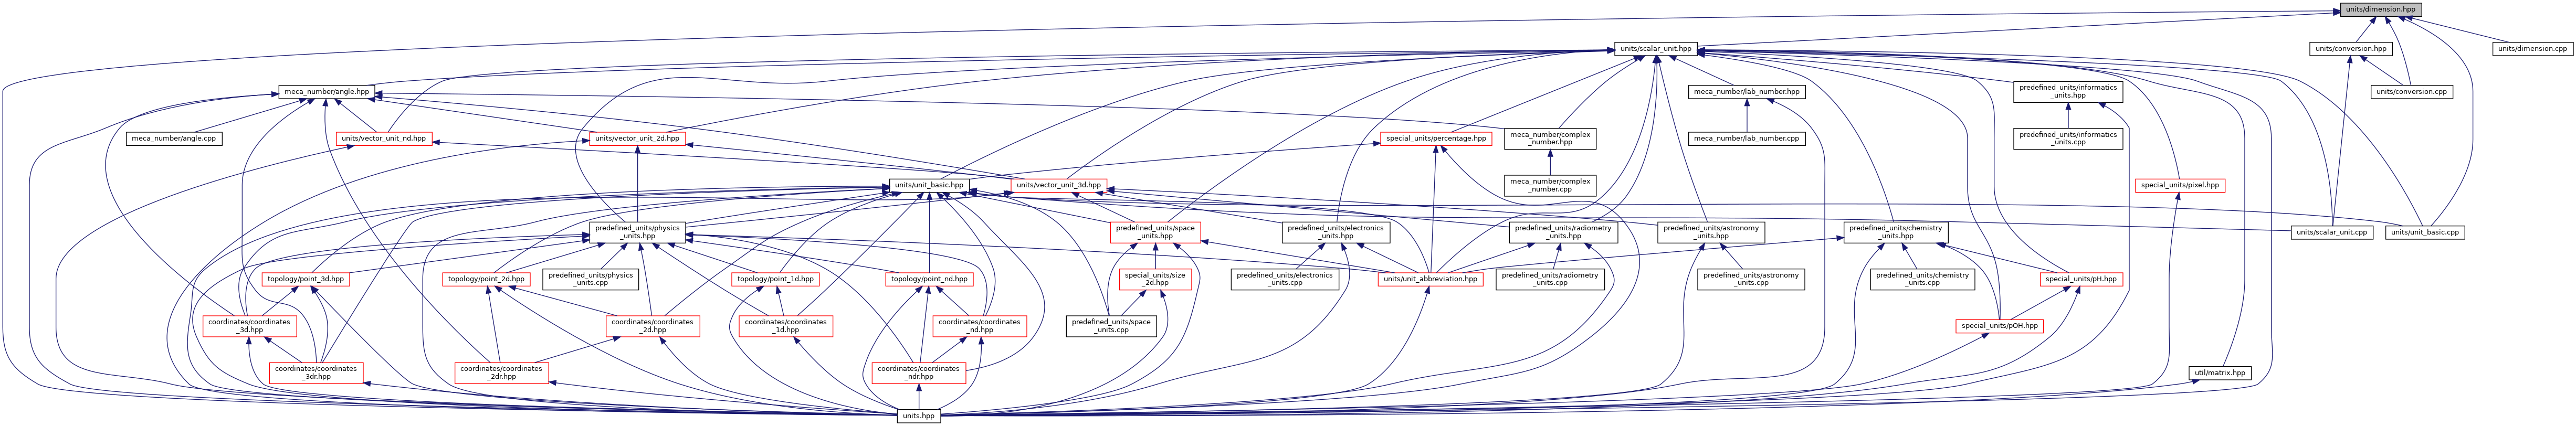 units/dimension.hpp
units/scalar_unit.hpp
units/conversion.hpp
units/dimension.cpp
meca_number/angle.hpp
meca_number/lab_number.hpp
predefined_units/informatics
_units.hpp
units/conversion.cpp
meca_number/angle.cpp
units/vector_unit_nd.hpp
units/vector_unit_2d.hpp
special_units/percentage.hpp
meca_number/complex
_number.hpp
meca_number/lab_number.cpp
predefined_units/informatics
_units.cpp
units/unit_basic.hpp
units/vector_unit_3d.hpp
meca_number/complex
_number.cpp
special_units/pixel.hpp
predefined_units/physics
_units.hpp
predefined_units/space
_units.hpp
predefined_units/electronics
_units.hpp
predefined_units/radiometry
_units.hpp
predefined_units/astronomy
_units.hpp
predefined_units/chemistry
_units.hpp
units/scalar_unit.cpp
units/unit_basic.cpp
topology/point_3d.hpp
topology/point_2d.hpp
predefined_units/physics
_units.cpp
topology/point_1d.hpp
topology/point_nd.hpp
special_units/size
_2d.hpp
predefined_units/electronics
_units.cpp
units/unit_abbreviation.hpp
predefined_units/radiometry
_units.cpp
predefined_units/astronomy
_units.cpp
predefined_units/chemistry
_units.cpp
special_units/pH.hpp
coordinates/coordinates
_3d.hpp
coordinates/coordinates
_2d.hpp
coordinates/coordinates
_1d.hpp
coordinates/coordinates
_nd.hpp
predefined_units/space
_units.cpp
special_units/pOH.hpp
coordinates/coordinates
_3dr.hpp
coordinates/coordinates
_2dr.hpp
coordinates/coordinates
_ndr.hpp
util/matrix.hpp
units.hpp